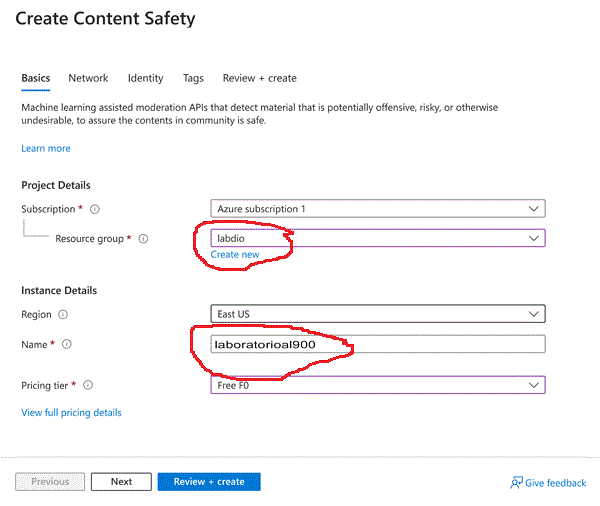 Create Content Safety
Basics Network Identity Tags Review + create
Machine learning assisted moderation APIs that detect material that is potentially offensive, risky, or otherwise
undesirable, to assure the contents in community is safe.
Learn more
Project Details
Subscription * Azure subscription 1
Resource group * labdio
Create new
Instance Details
Region East US
Name * laboratorioal900
Pricing tier * Free F0
View full pricing details
Previous Next Review + create Give feedback